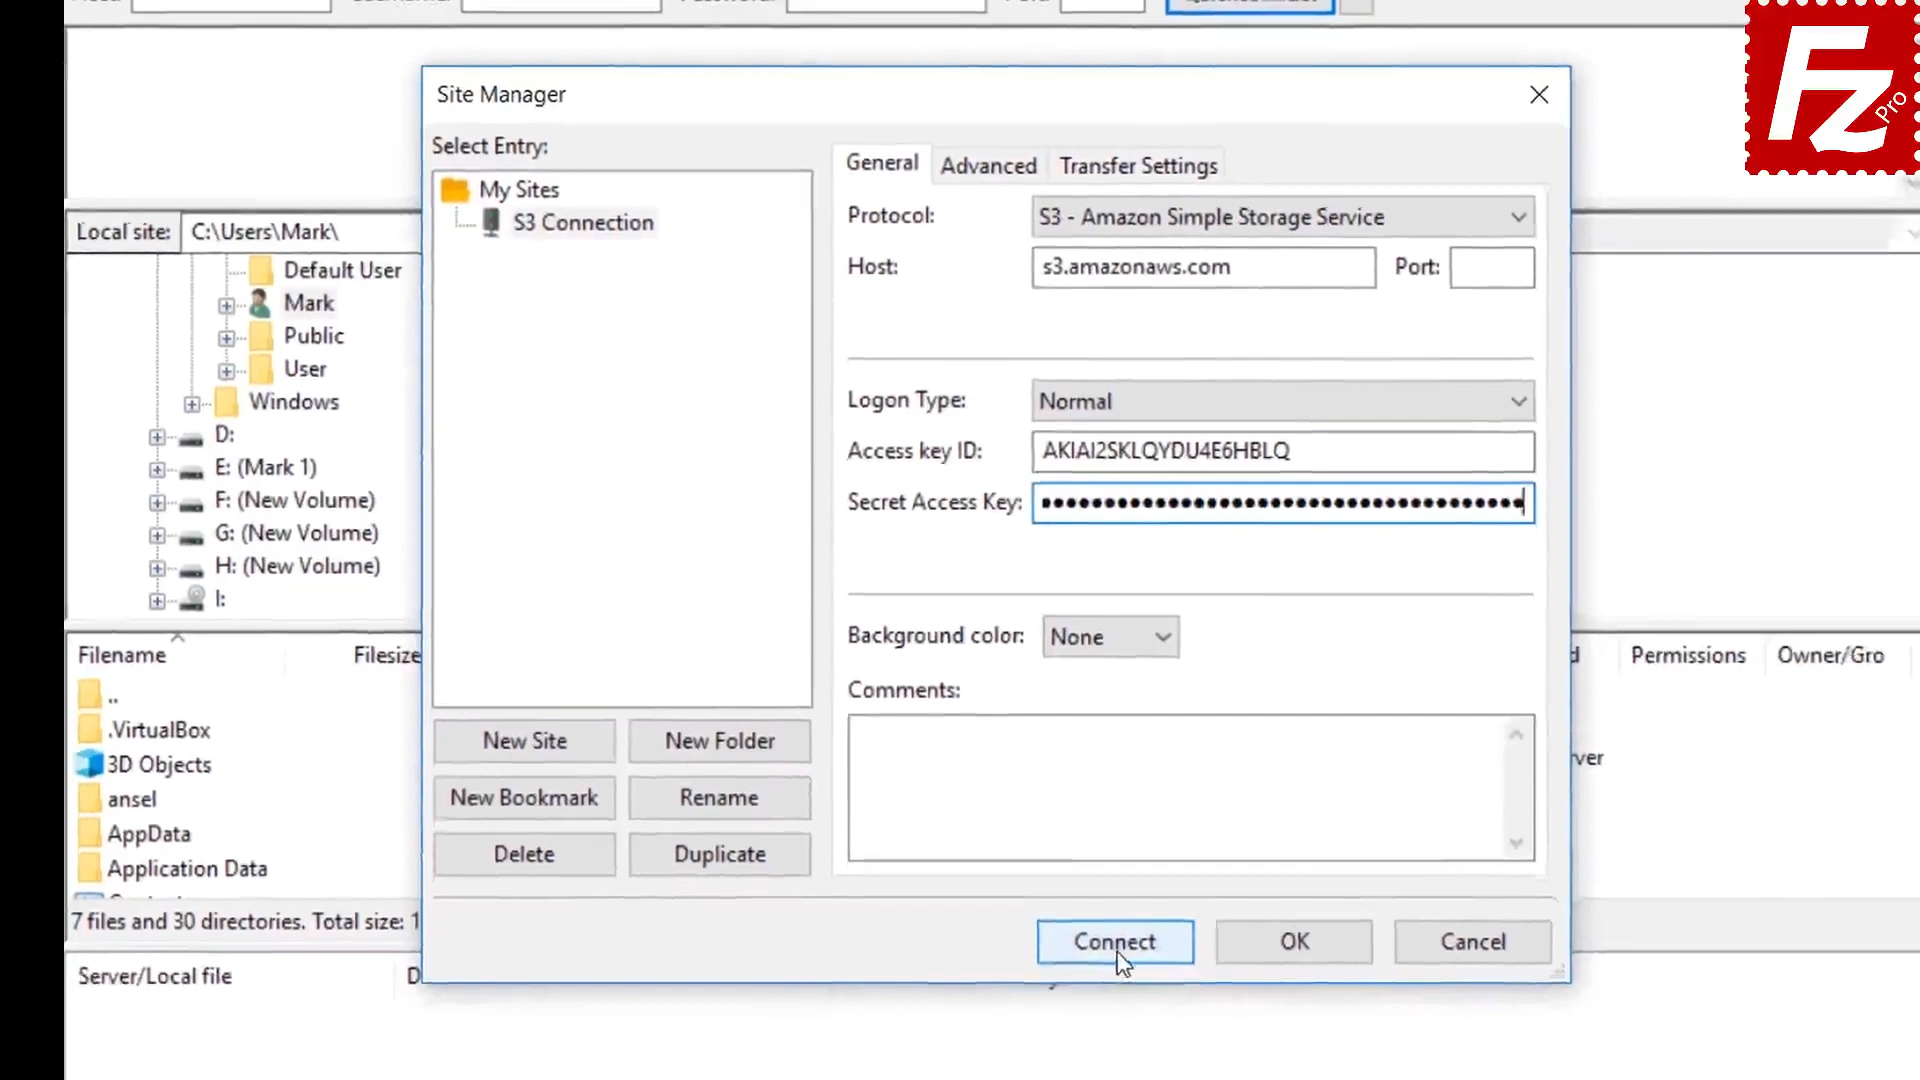 Fz Pro
Site Manager
Select Entry:
My Sites
S3 Connection
New Site
New Folder
New Bookmark
Rename
Delete
Duplicate
General
Advanced
Transfer Settings
Protocol:
S3 - Amazon Simple Storage Service
Host:
s3.amazonaws.com
Port:
Logon Type:
Normal
Access key ID:
AKIAI2SKLQYDU4E6HBLQ
Secret Access Key:
Background color:
None
Comments:
Connect
OK
Cancel
Local site:
C:\Users\Mark\
Default User
Mark
Public
User
Windows
D:
E: (Mark 1)
F: (New Volume)
G: (New Volume)
H: (New Volume)
I:
Filename
Filesize
..
.VirtualBox
3D Objects
ansel
AppData
Application Data
7 files and 30 directories. Total size: 1
Server/Local file
Permissions
Owner/Gro